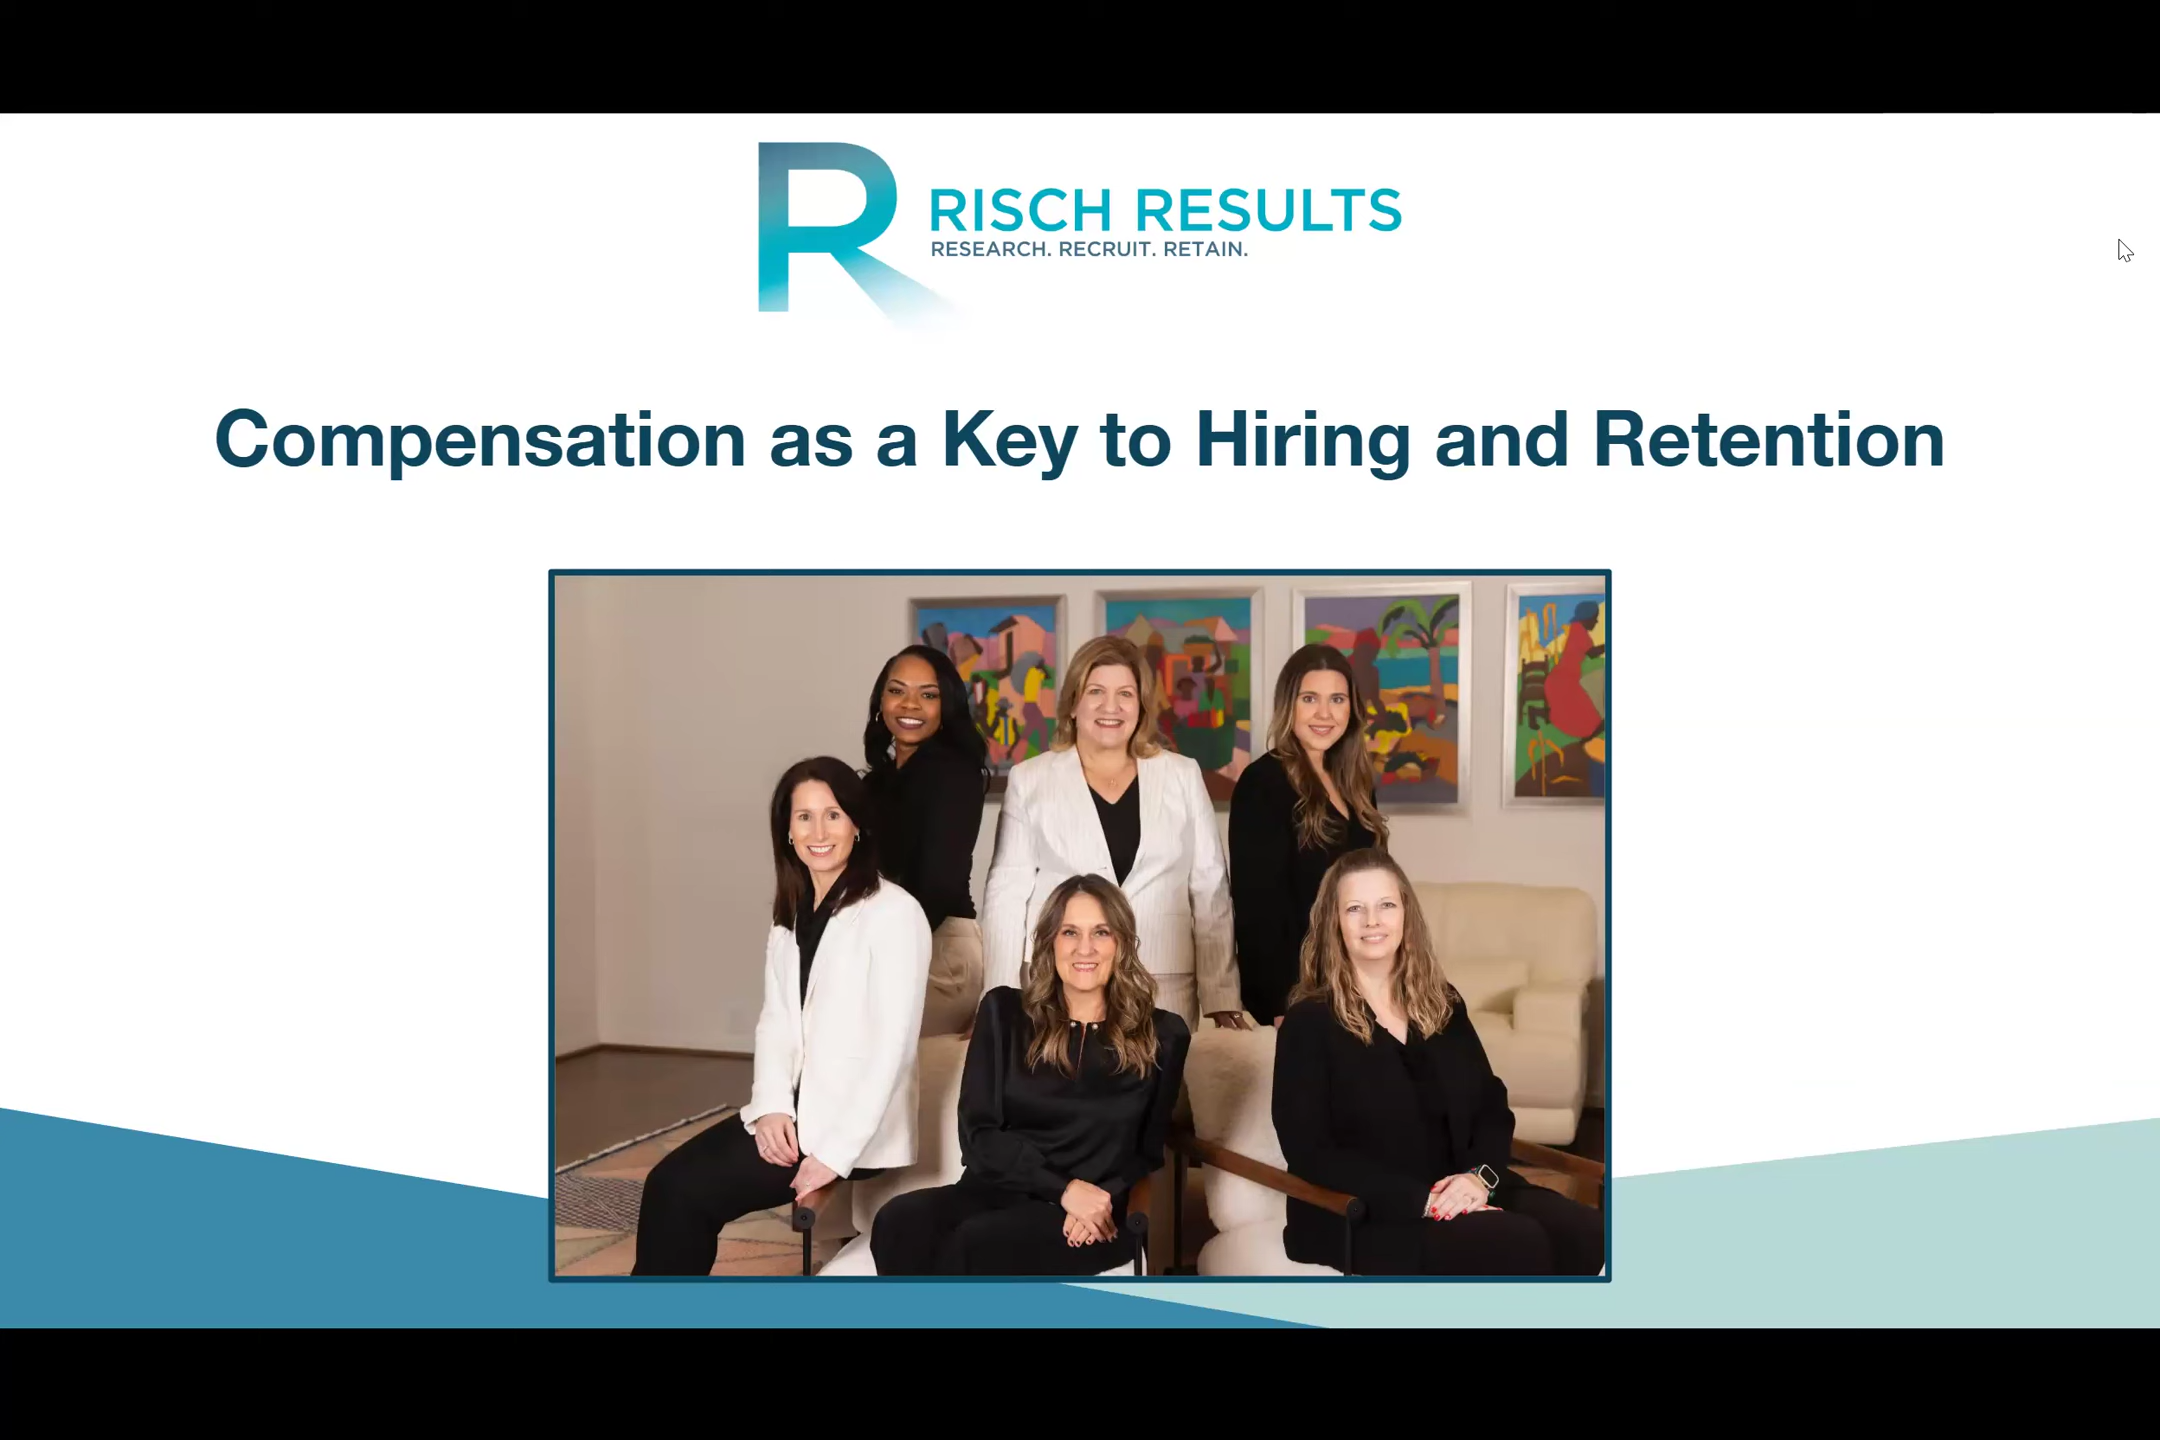 RISCH RESULTS
RESEARCH. RECRUIT. RETAIN.
Compensation as a Key to Hiring and Retention